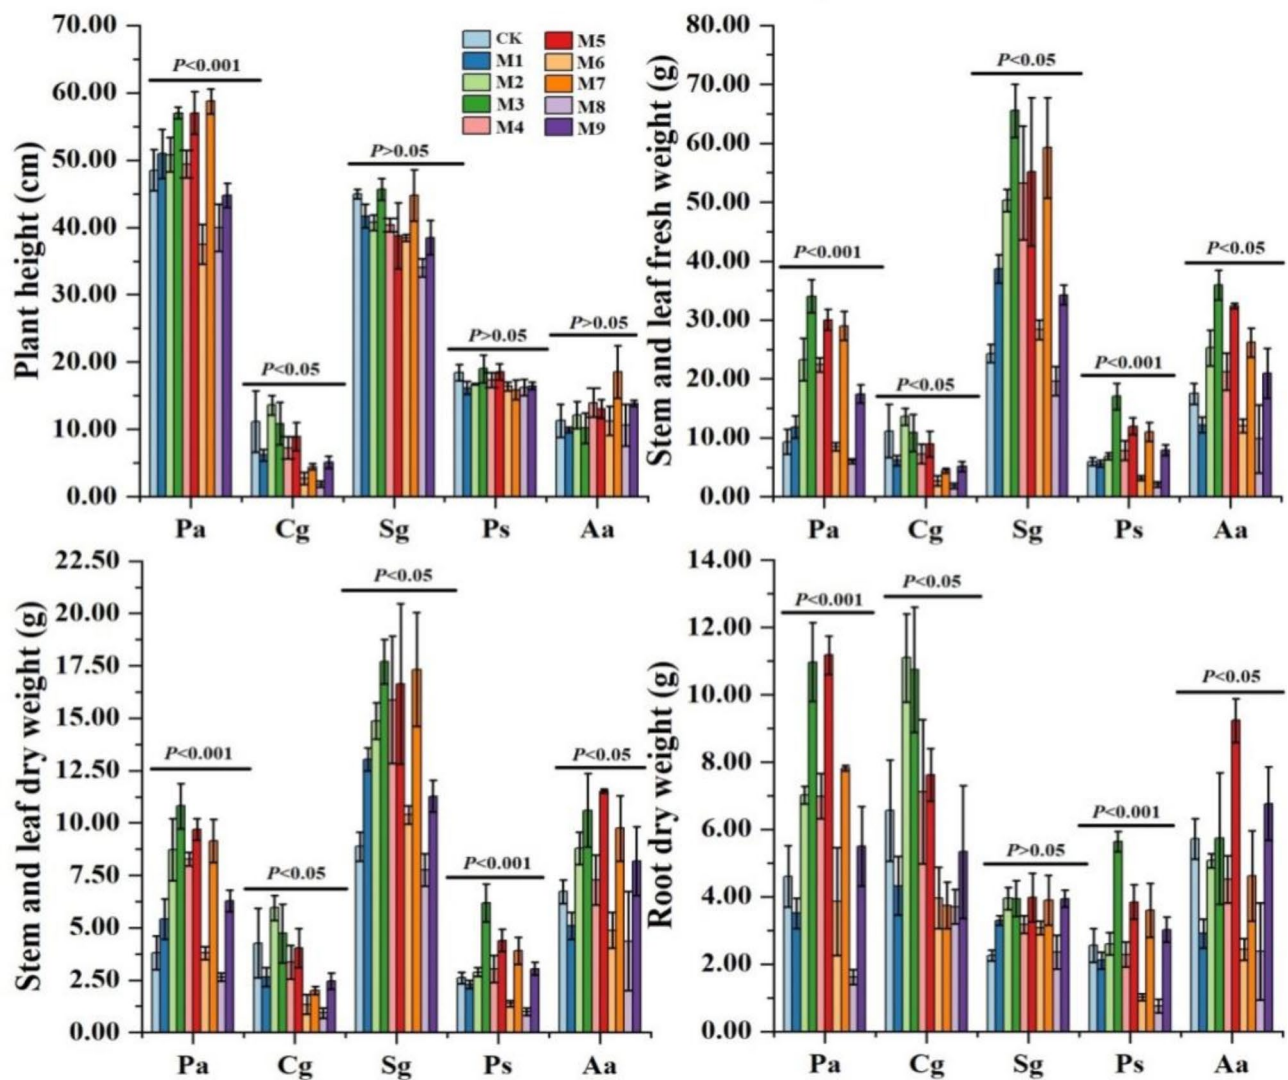 Plant height (cm)
70.00
60.00
50.00
40.00
30.00
20.00
10.00
0.00
CK
M1
M2
M3
M4
M5
M6
M7
M8
M9
P<0.001
P<0.05
P>0.05
P>0.05
P>0.05
Pa Cg Sg Ps Aa
Stem and leaf fresh weight (g)
80.00
70.00
60.00
50.00
40.00
30.00
20.00
10.00
0.00
P<0.001
P<0.05
P<0.05
P<0.001
P<0.05
Pa Cg Sg Ps Aa
Stem and leaf dry weight (g)
22.50
20.00
17.50
15.00
12.50
10.00
7.50
5.00
2.50
0.00
P<0.001
P<0.05
P<0.05
P<0.001
P<0.05
Pa Cg Sg Ps Aa
Root dry weight (g)
14.00
12.00
10.00
8.00
6.00
4.00
2.00
0.00
P<0.001
P<0.05
P>0.05
P<0.001
P<0.05
Pa Cg Sg Ps Aa